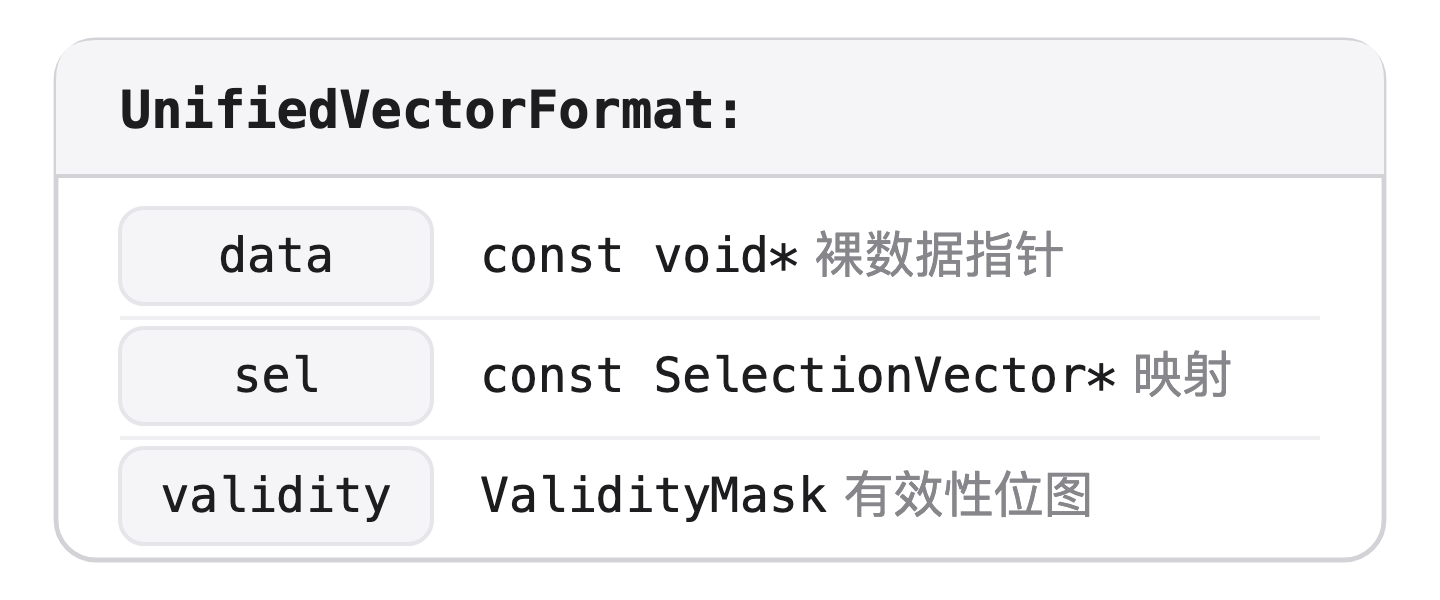 UnifiedVectorFormat:
data const void* 裸数据指针
sel const SelectionVector* 映射
validity ValidityMask 有效性位图